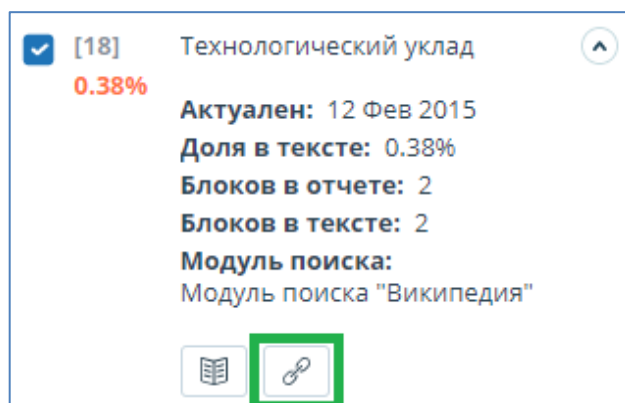 [18] Технологический уклад
0.38%
Актуален: 12 Фев 2015
Доля в тексте: 0.38%
Блоков в отчете: 2
Блоков в тексте: 2
Модуль поиска:
Модуль поиска "Википедия"